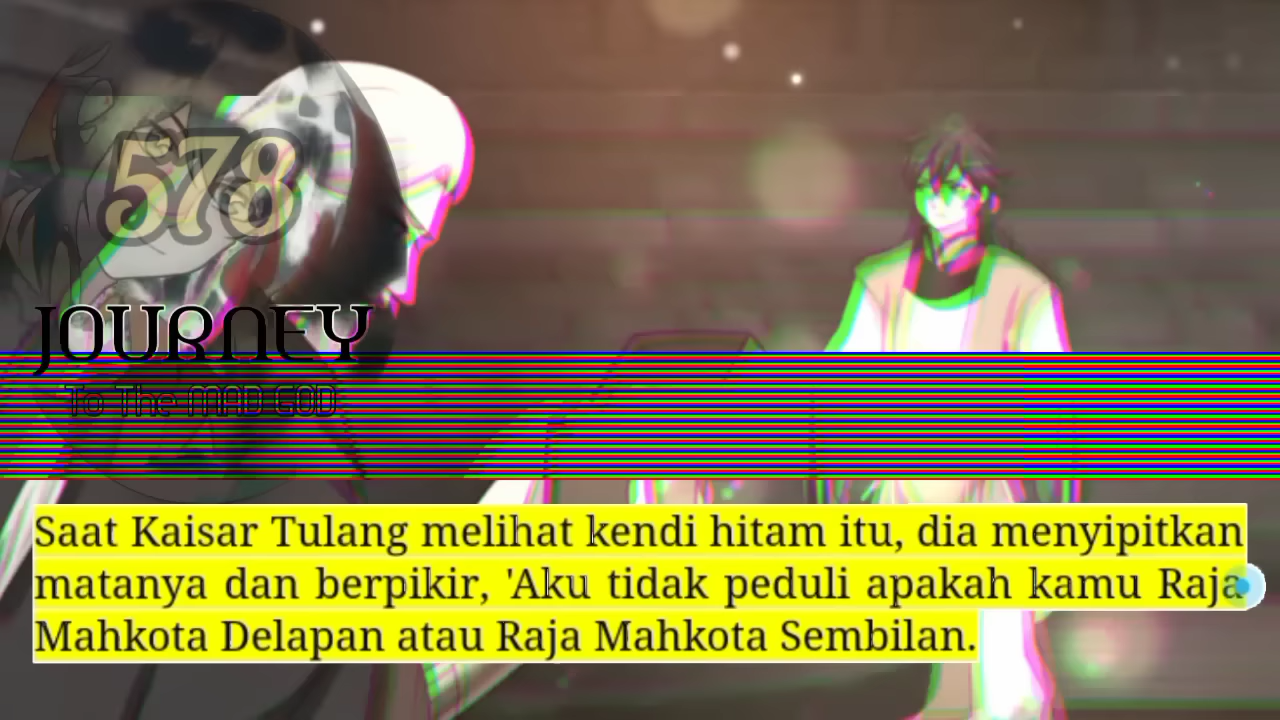 578
JOURNEY
To The MAD GOD
Saat Kaisar Tulang melihat kendi hitam itu, dia menyipitkan
matanya dan berpikir, 'Aku tidak peduli apakah kamu Raja
Mahkota Delapan atau Raja Mahkota Sembilan.